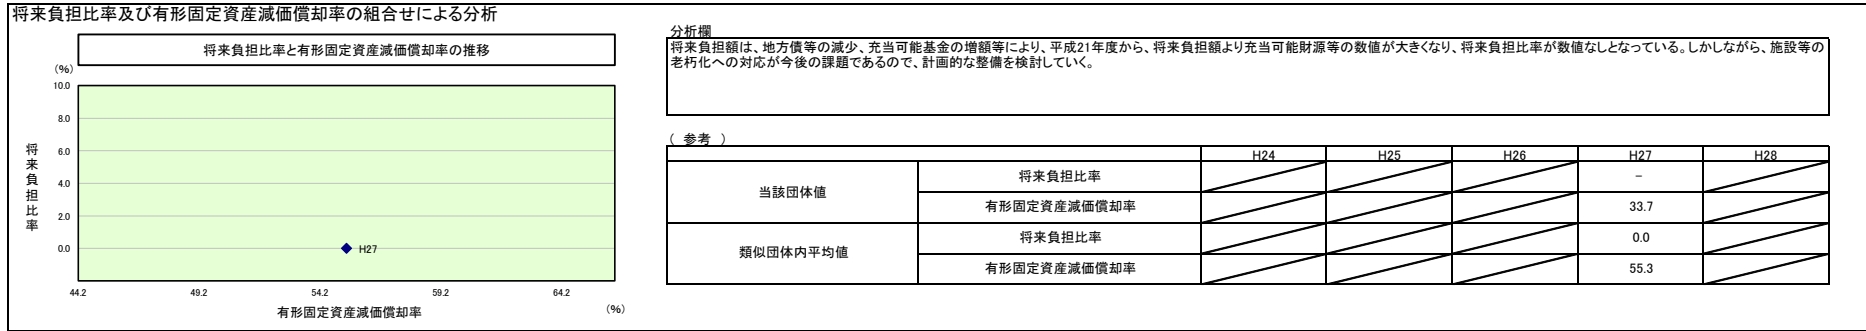 将来負担比率及び有形固定資産減価償却率の組合せによる分析
将来負担比率と有形固定資産減価償却率の推移
(%)
10.0
8.0
6.0
4.0
2.0
0.0
将来負担比率
H27
44.2 49.2 54.2 59.2 64.2
有形固定資産減価償却率
(%)
分析欄
将来負担額は、地方債等の減少、充当可能基金の増額等により、平成21年度から、将来負担額より充当可能財源等の数値が大きくなり、将来負担比率が数値なしとなっている。しかしながら、施設等の
老朽化への対応が今後の課題であるので、計画的な整備を検討していく。
( 参考 )
H24 H25 H26 H27 H28
当該団体値 将来負担比率 -
有形固定資産減価償却率 33.7
類似団体内平均値 将来負担比率 0.0
有形固定資産減価償却率 55.3